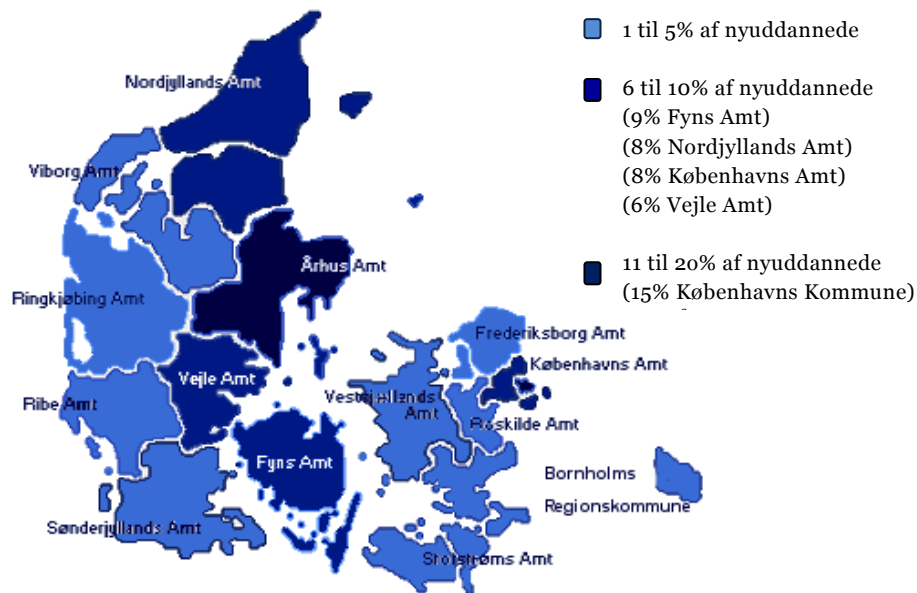 1 til 5% af nyuddannede
6 til 10% af nyuddannede
(9% Fyns Amt)
(8% Nordjyllands Amt)
(8% Københavns Amt)
(6% Vejle Amt)
11 til 20% af nyuddannede
(15% Københavns Kommune)
Nordjyllands Amt
Viborg Amt
Århus Amt
Ringkjøbing Amt
Frederiksborg Amt
Københavns Amt
Vejle Amt
Vestsjællands
Amt
Ribe Amt
Roskilde Amt
Fyns Amt
Bornholms
Regionskommune
Sønderjyllands Amt
Storstrøms Amt